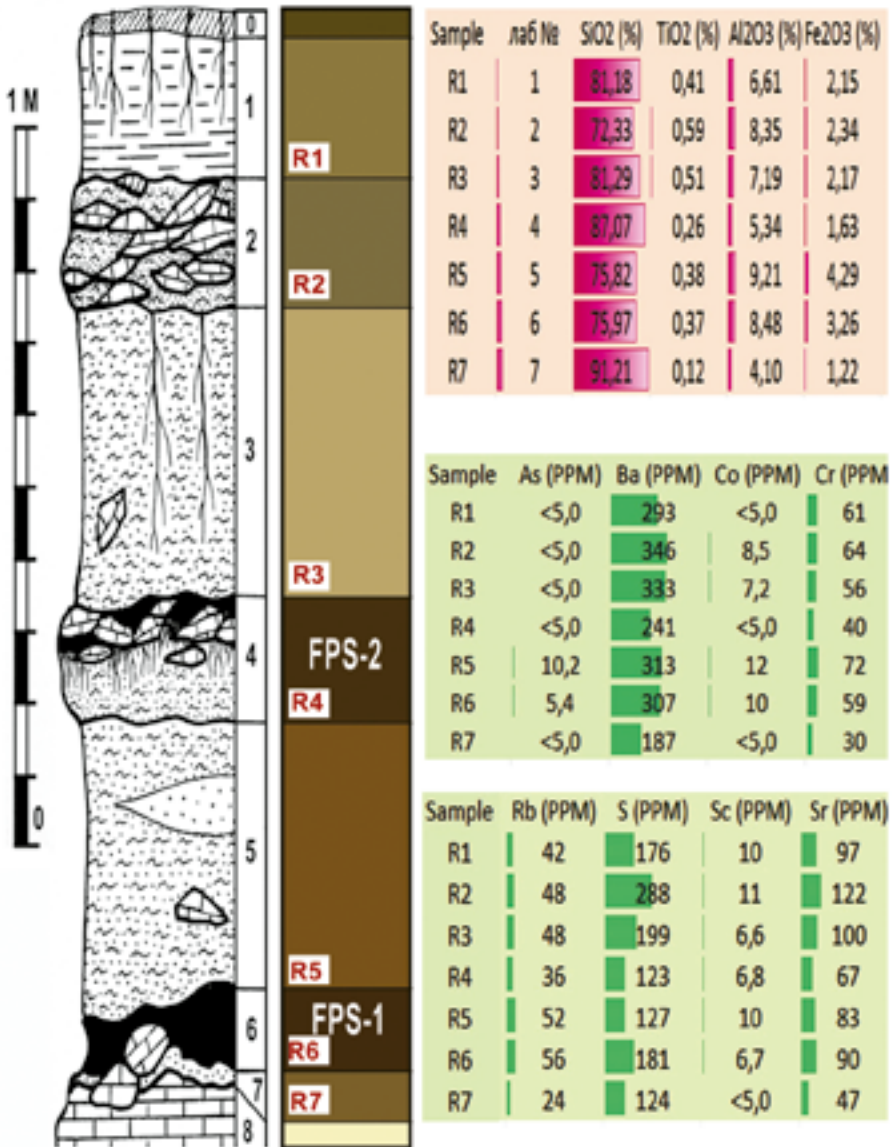 1 М
0
0
1
2
3
4
5
6
7
8
R1
R2
R3
FPS-2
R4
R5
FPS-1
R6
R7
Sample лаб № SiO2 (%) TiO2 (%) Al2O3 (%) Fe2O3 (%)
R1 1 81,18 0,41 6,61 2,15
R2 2 72,33 0,59 8,35 2,34
R3 3 81,29 0,51 7,19 2,17
R4 4 87,07 0,26 5,34 1,63
R5 5 75,82 0,38 9,21 4,29
R6 6 75,97 0,37 8,48 3,26
R7 7 91,21 0,12 4,10 1,22
Sample As (PPM) Ba (PPM) Co (PPM) Cr (PPM
R1 <5,0 293 <5,0 61
R2 <5,0 346 8,5 64
R3 <5,0 333 7,2 56
R4 <5,0 241 <5,0 40
R5 10,2 313 12 72
R6 5,4 307 10 59
R7 <5,0 187 <5,0 30
Sample Rb (PPM) S (PPM) Sc (PPM) Sr (PPM)
R1 42 176 10 97
R2 48 288 11 122
R3 48 199 6,6 100
R4 36 123 6,8 67
R5 52 127 10 83
R6 56 181 6,7 90
R7 24 124 <5,0 47